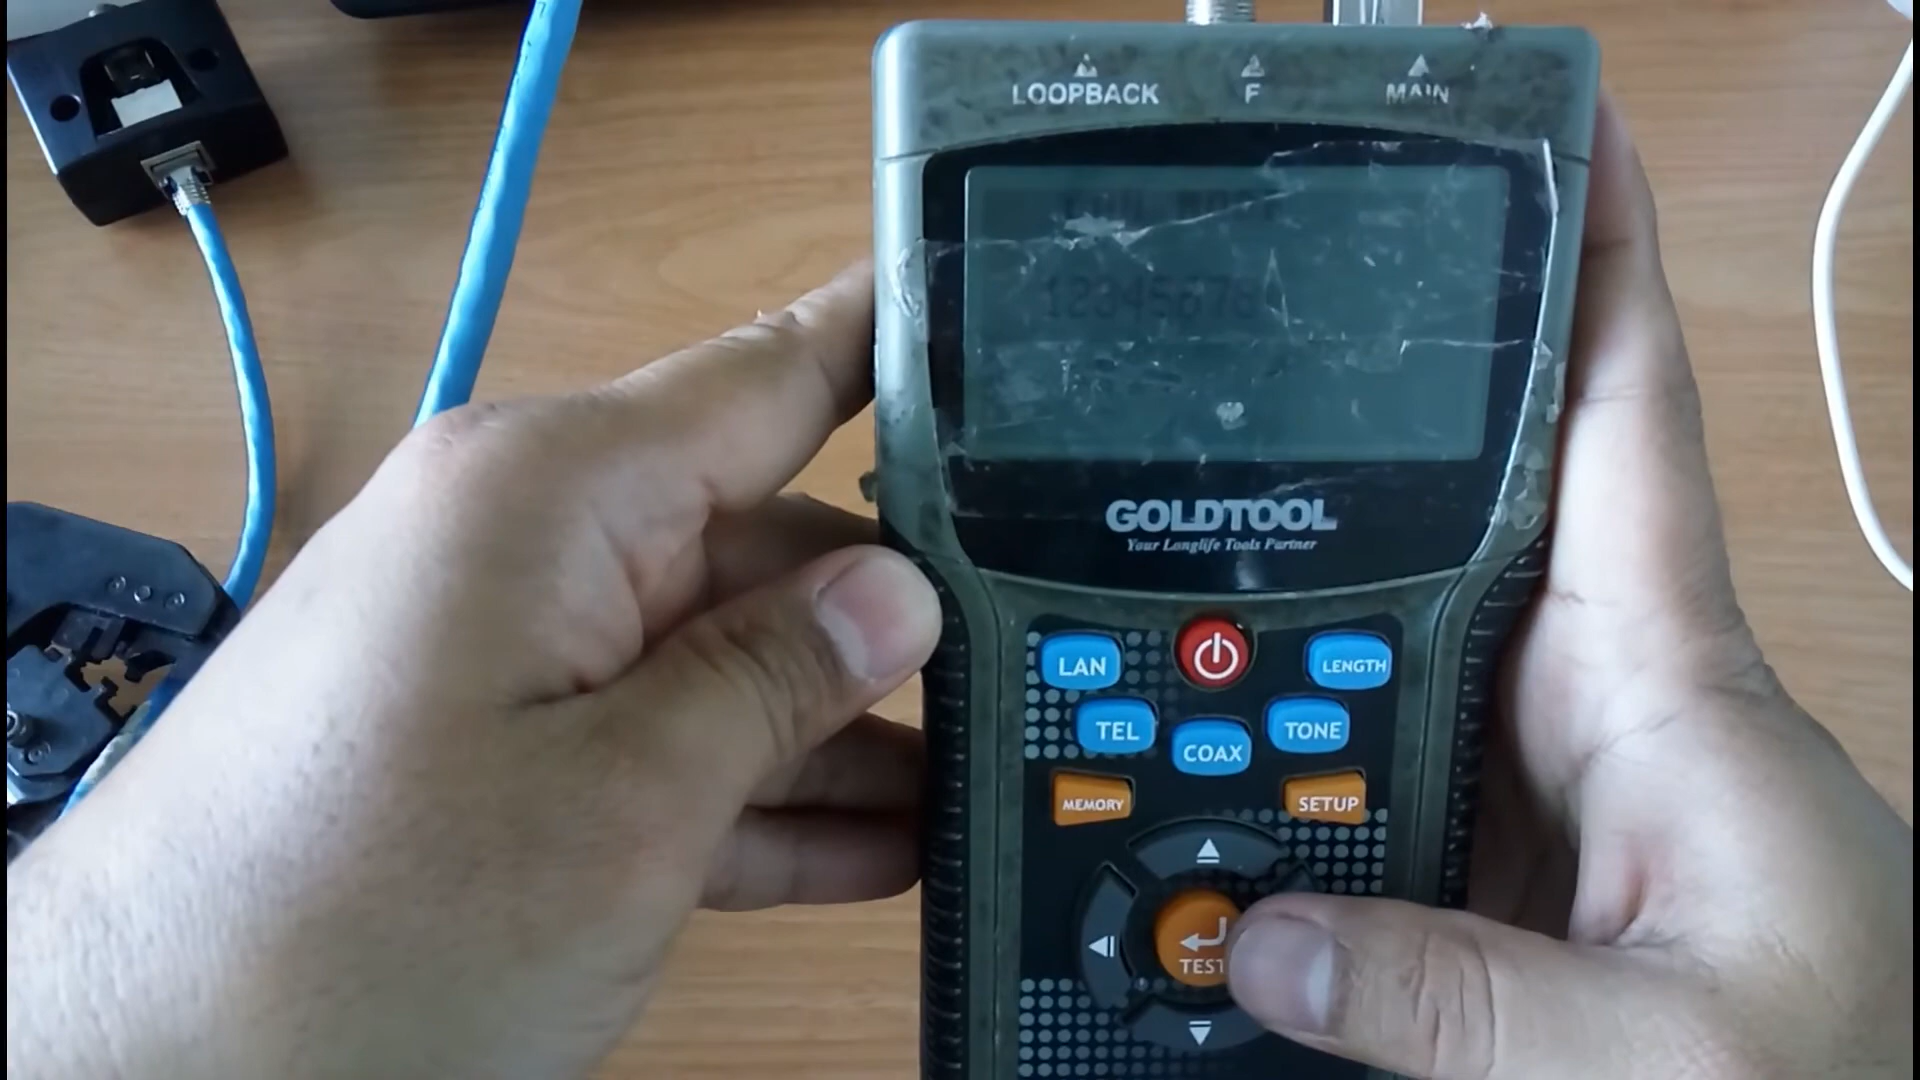 LOOPBACK F MAIN
12345678
GOLDTOOL
Your Longlife Tools Partner
LAN LENGTH
TEL TONE
COAX
MEMORY SETUP
TEST